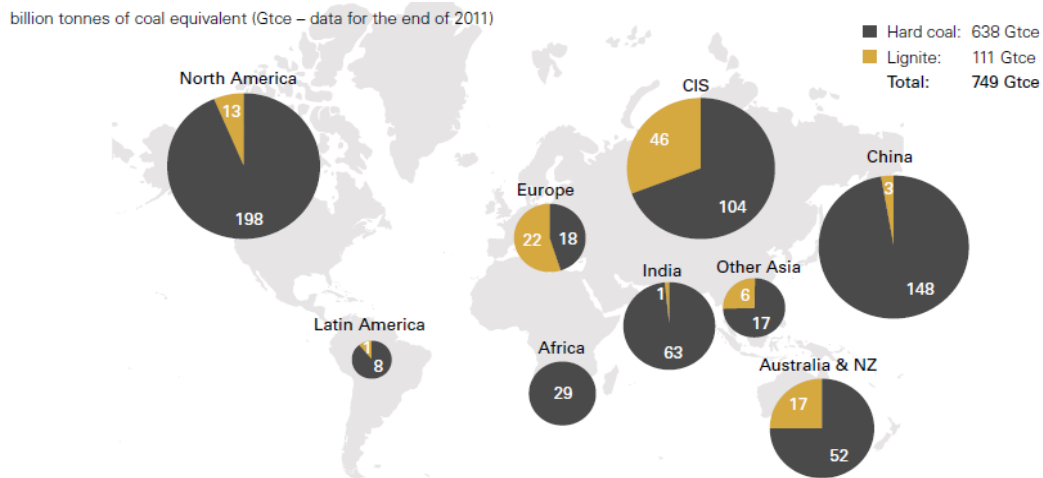 billion tonnes of coal equivalent (Gtce – data for the end of 2011)
Hard coal: 638 Gtce
Lignite: 111 Gtce
Total: 749 Gtce
North America
13
198
CIS
46
104
China
3
148
Europe
22 18
India
1
63
Other Asia
6
17
Latin America
1
8
Africa
29
Australia & NZ
17
52